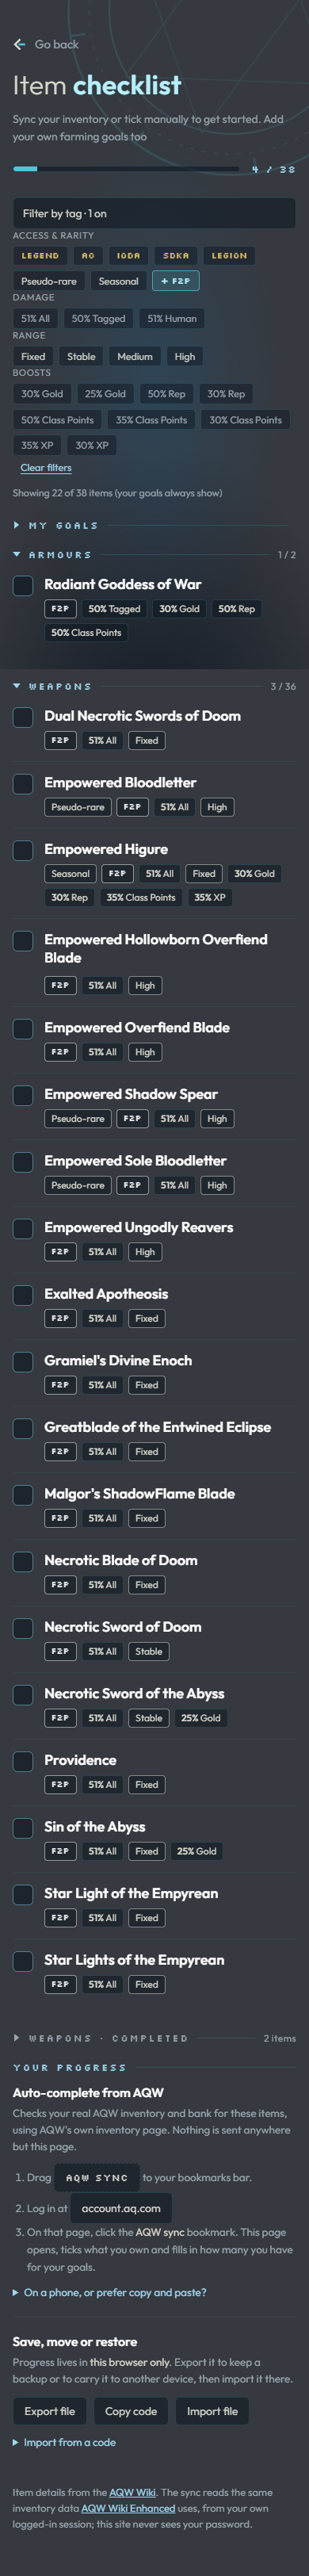 Go back
Item checklist
Sync your inventory or tick manually to get started. Add
your own farming goals too
4 / 38
Filter by tag · 1 on
ACCESS & RARITY
LEGEND AC IODA SDKA LEGION
Pseudo-rare Seasonal + F2P
DAMAGE
51% All 50% Tagged 51% Human
RANGE
Fixed Stable Medium High
BOOSTS
30% Gold 25% Gold 50% Rep 30% Rep
50% Class Points 35% Class Points 30% Class Points
35% XP 30% XP
Clear filters
Showing 22 of 38 items (your goals always show)
MY GOALS
ARMOURS 1 / 2
Radiant Goddess of War
F2P 50% Tagged 30% Gold 50% Rep
50% Class Points
WEAPONS 3 / 36
Dual Necrotic Swords of Doom
F2P 51% All Fixed
Empowered Bloodletter
Pseudo-rare F2P 51% All High
Empowered Higure
Seasonal F2P 51% All Fixed 30% Gold
30% Rep 35% Class Points 35% XP
Empowered Hollowborn Overfiend
Blade
F2P 51% All High
Empowered Overfiend Blade
F2P 51% All High
Empowered Shadow Spear
Pseudo-rare F2P 51% All High
Empowered Sole Bloodletter
Pseudo-rare F2P 51% All High
Empowered Ungodly Reavers
F2P 51% All High
Exalted Apotheosis
F2P 51% All Fixed
Gramiel's Divine Enoch
F2P 51% All Fixed
Greatblade of the Entwined Eclipse
F2P 51% All Fixed
Malgor's ShadowFlame Blade
F2P 51% All Fixed
Necrotic Blade of Doom
F2P 51% All Fixed
Necrotic Sword of Doom
F2P 51% All Stable
Necrotic Sword of the Abyss
F2P 51% All Stable 25% Gold
Providence
F2P 51% All Fixed
Sin of the Abyss
F2P 51% All Fixed 25% Gold
Star Light of the Empyrean
F2P 51% All Fixed
Star Lights of the Empyrean
F2P 51% All Fixed
WEAPONS · COMPLETED 2 items
YOUR PROGRESS
Auto-complete from AQW
Checks your real AQW inventory and bank for these items,
using AQW's own inventory page. Nothing is sent anywhere
but this page.
1. Drag AQW SYNC to your bookmarks bar.
2. Log in at account.aq.com
3. On that page, click the AQW sync bookmark. This page
opens, ticks what you own and fills in how many you have
for your goals.
On a phone, or prefer copy and paste?
Save, move or restore
Progress lives in this browser only. Export it to keep a
backup or to carry it to another device, then import it there.
Export file Copy code Import file
Import from a code
Item details from the AQW Wiki. The sync reads the same
inventory data AQW Wiki Enhanced uses, from your own
logged-in session; this site never sees your password.